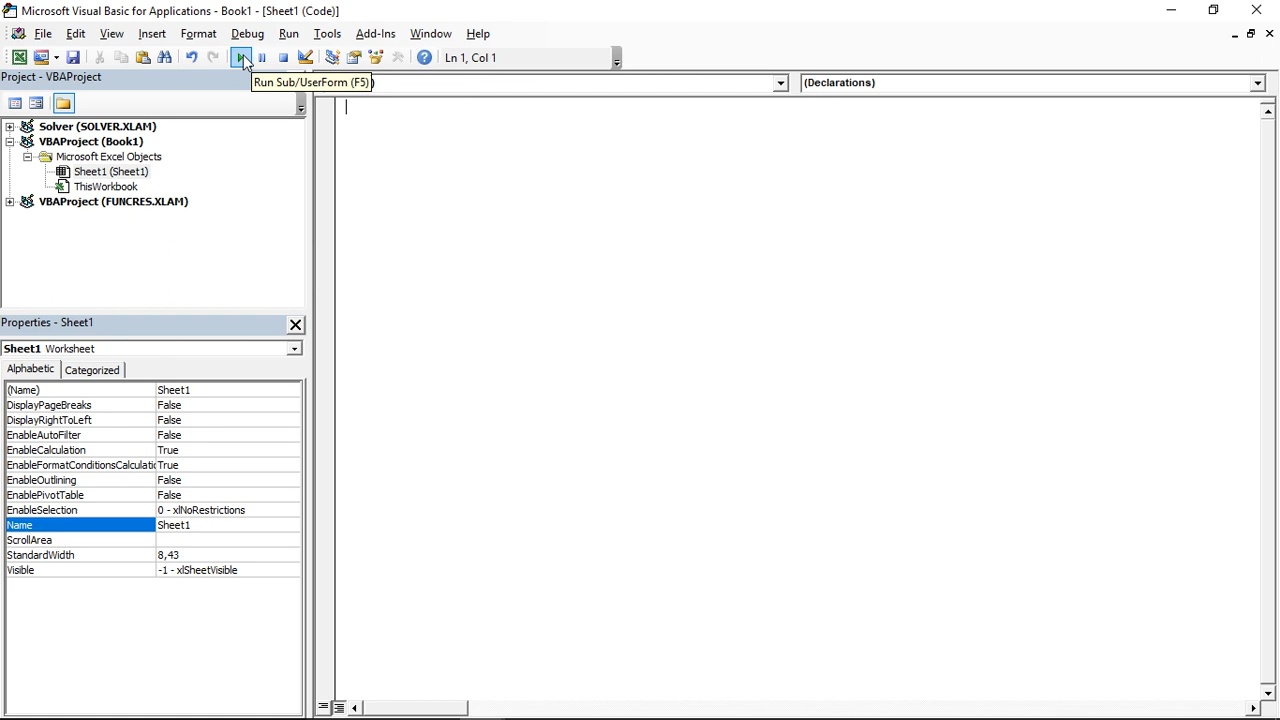 Microsoft Visual Basic for Applications - Book1 - [Sheet1 (Code)]
File Edit View Insert Format Debug Run Tools Add-Ins Window Help
Ln 1, Col 1
Project - VBAProject
Run Sub/UserForm (F5)
(Declarations)
Solver (SOLVER.XLAM)
VBAProject (Book1)
Microsoft Excel Objects
Sheet1 (Sheet1)
ThisWorkbook
VBAProject (FUNCRES.XLAM)
Properties - Sheet1
Sheet1 Worksheet
Alphabetic Categorized
(Name) Sheet1
DisplayPageBreaks False
DisplayRightToLeft False
EnableAutoFilter False
EnableCalculation True
EnableFormatConditionsCalculati True
EnableOutlining False
EnablePivotTable False
EnableSelection 0 - xlNoRestrictions
Name Sheet1
ScrollArea
StandardWidth 8,43
Visible -1 - xlSheetVisible